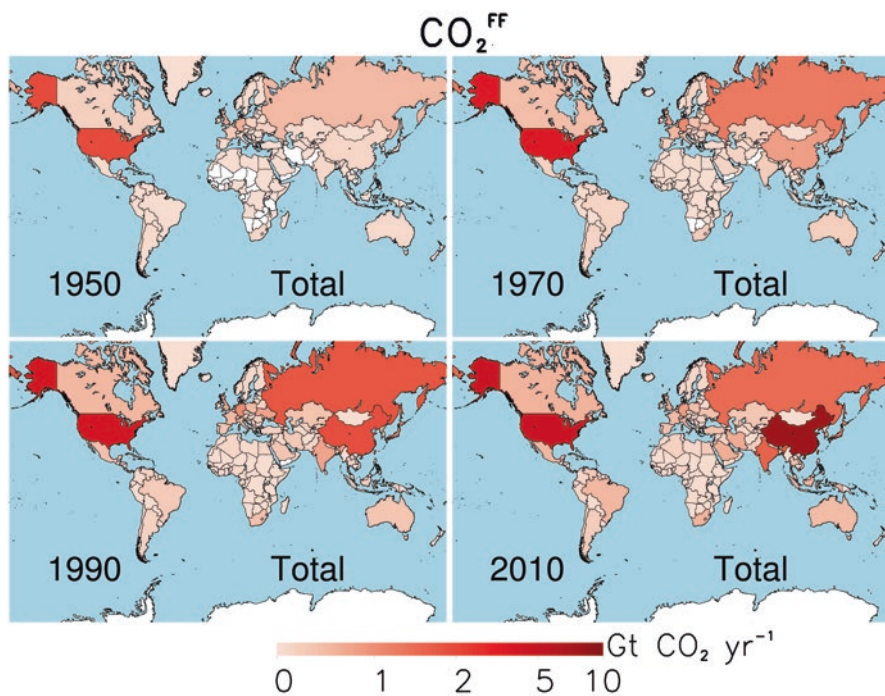 CO₂ᶠᶠ
1950 Total
1970 Total
1990 Total
2010 Total
0 1 2 5 10 Gt CO₂ yr⁻¹